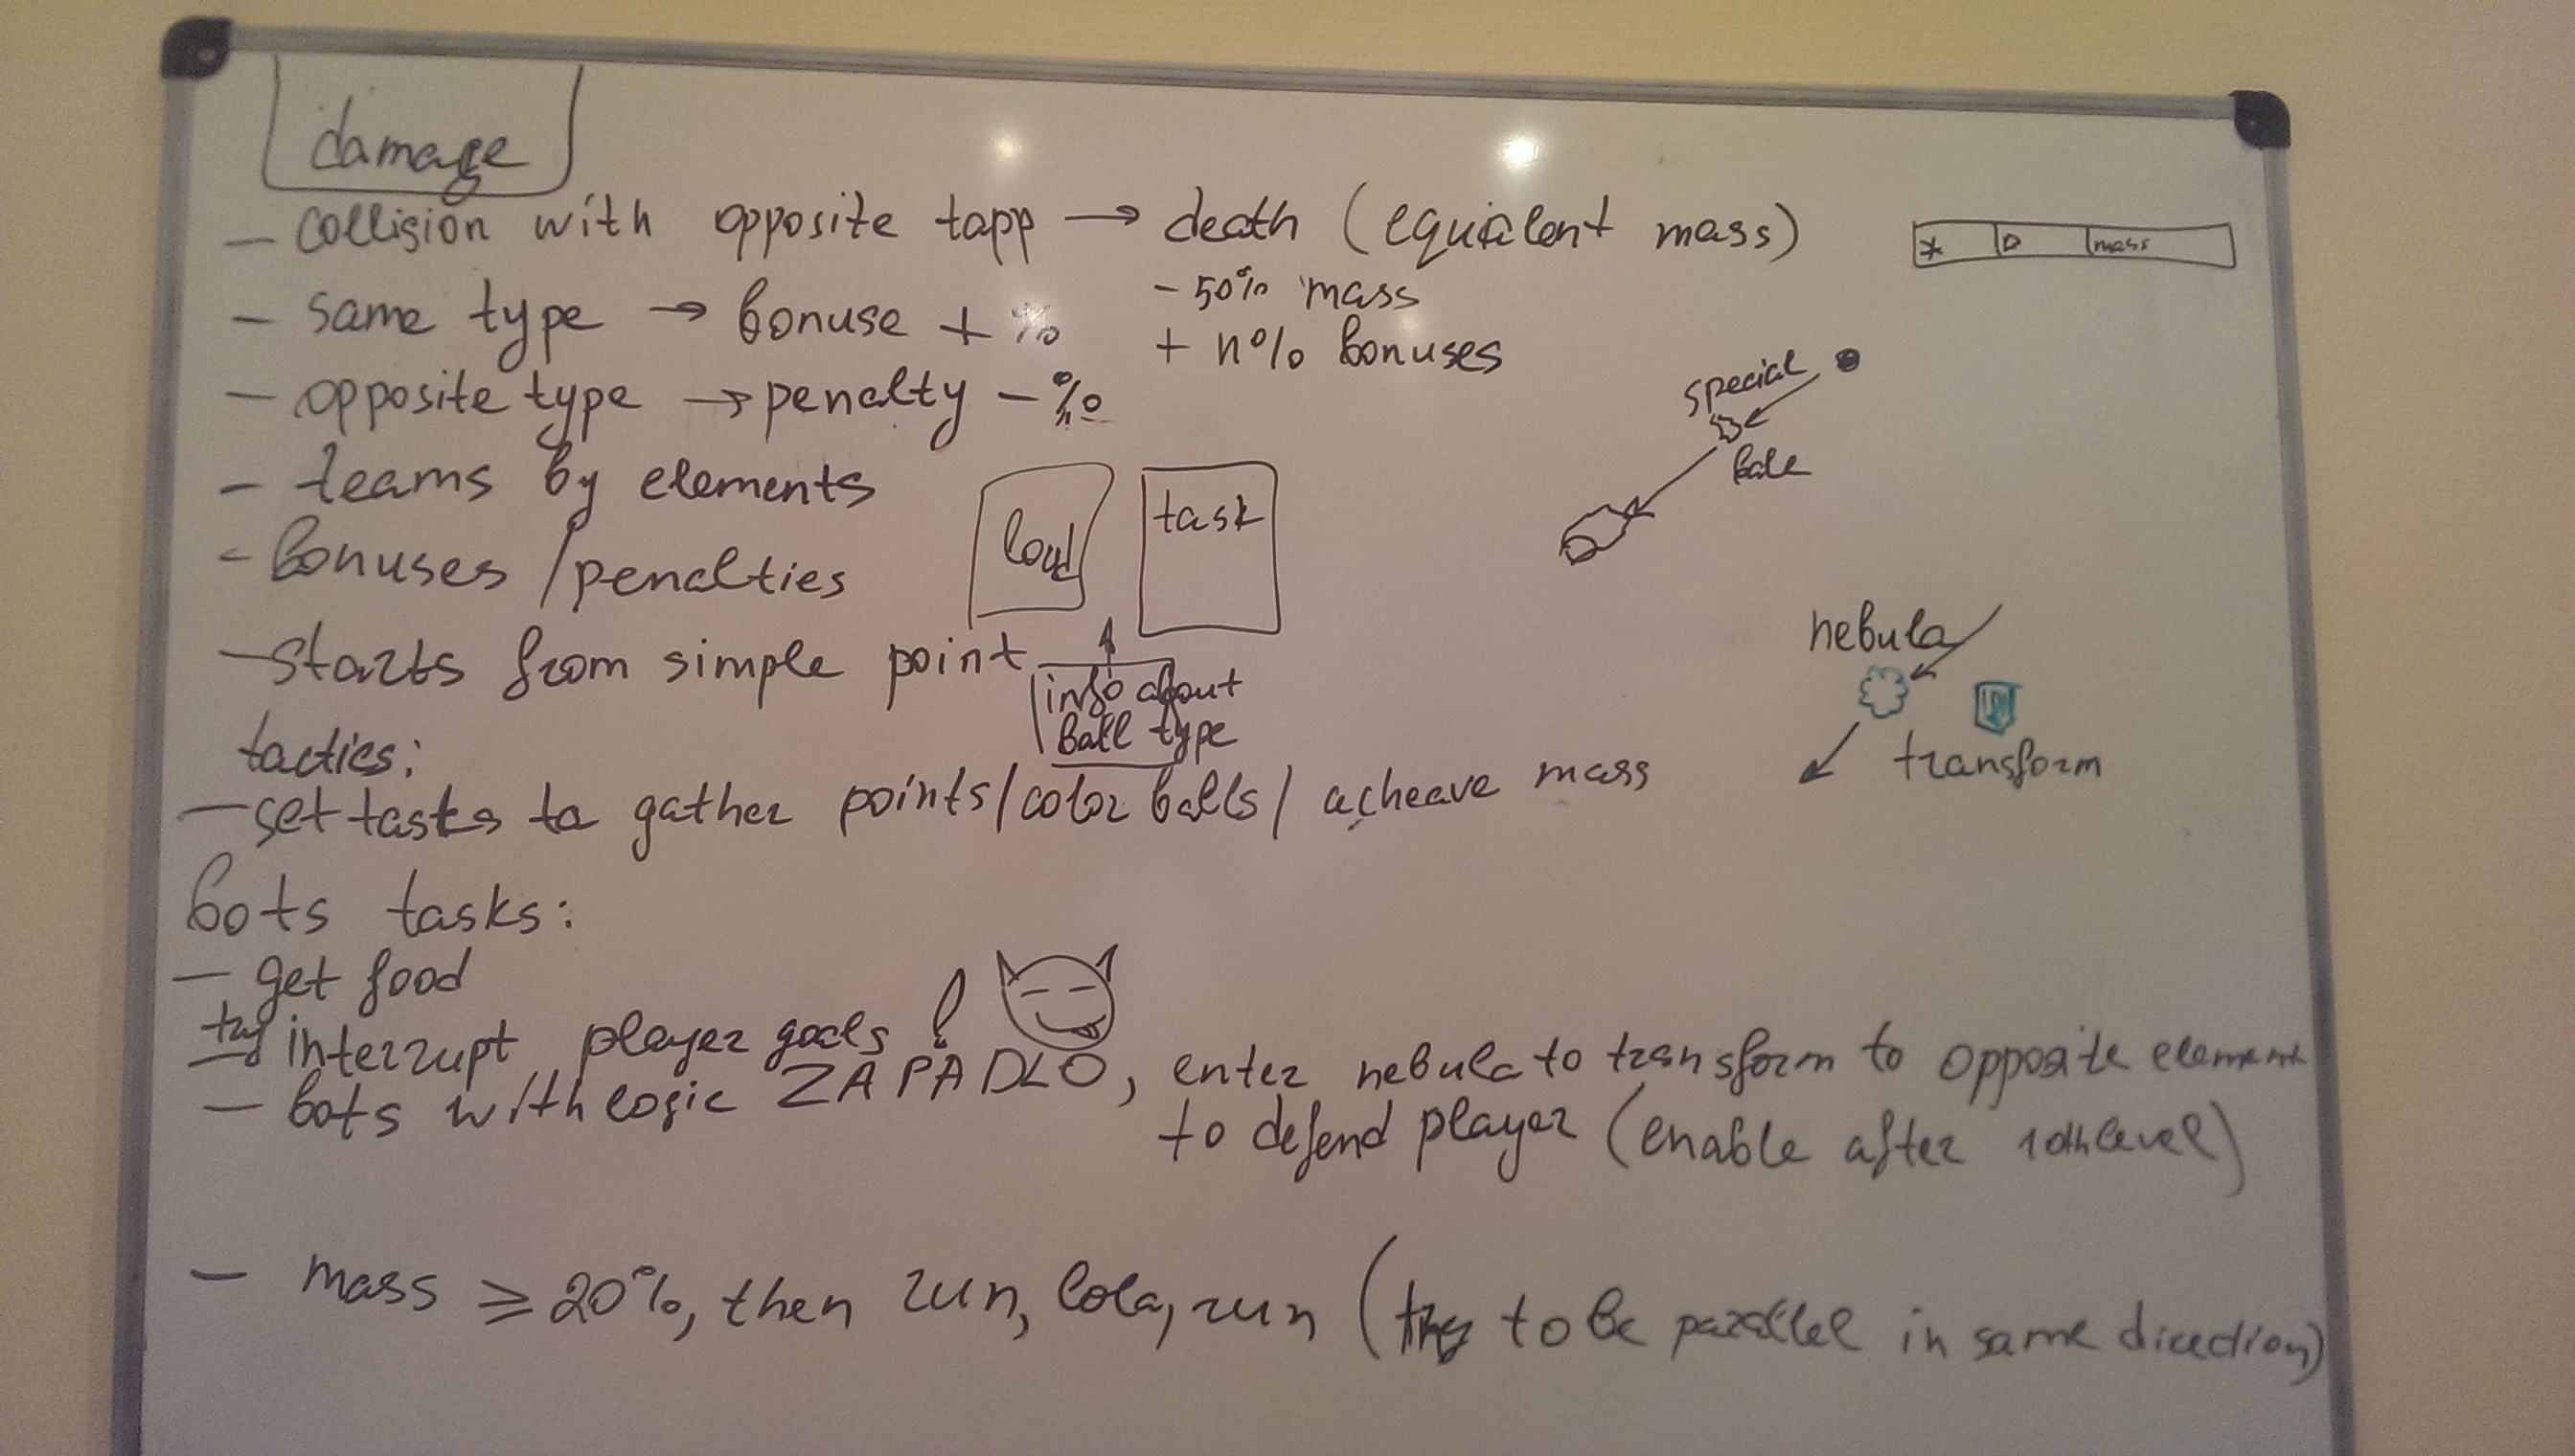 damage
- collision with opposite tapp → death (equialent mass)
- 50% mass
+ n% bonuses
* D mass
- same type → bonuse + %
- opposite type → penalty - %
- teams by elements
- bonuses / penalties
- starts from simple point
load
task
info about
ball type
special
nebula
transform
tactics:
- set tasks to gather points / color balls / acheave mass
bots tasks:
- get food
- try interrupt player goals !
- bots with logic ZAPADLO, enter nebula to transform to opposite element
to defend player (enable after 10th level)
- mass ≥ 20%, then run, lola, run (try to be parallel in same direction)